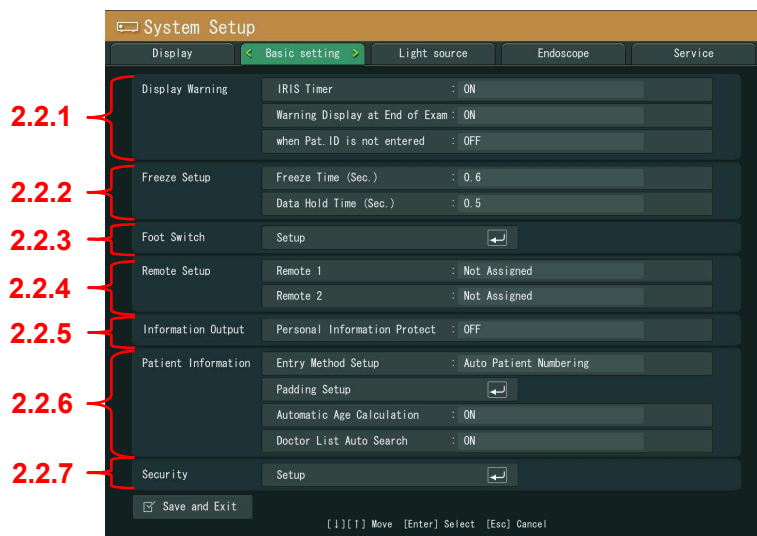 System Setup
Display < Basic setting > Light source Endoscope Service
2.2.1
Display Warning IRIS Timer : ON
Warning Display at End of Exam : ON
when Pat.ID is not entered : OFF
2.2.2
Freeze Setup Freeze Time (Sec.) : 0.6
Data Hold Time (Sec.) : 0.5
2.2.3
Foot Switch Setup
2.2.4
Remote Setup Remote 1 : Not Assigned
Remote 2 : Not Assigned
2.2.5
Information Output Personal Information Protect : OFF
2.2.6
Patient Information Entry Method Setup : Auto Patient Numbering
Padding Setup
Automatic Age Calculation : ON
Doctor List Auto Search : ON
2.2.7
Security Setup
Save and Exit
[↓][↑] Move [Enter] Select [Esc] Cancel